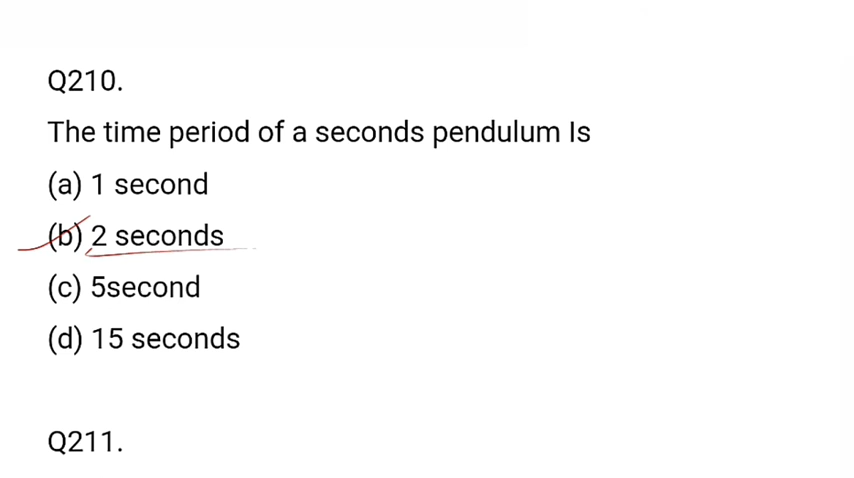 Q210.
The time period of a seconds pendulum Is
(a) 1 second
(b) 2 seconds
(c) 5second
(d) 15 seconds
Q211.